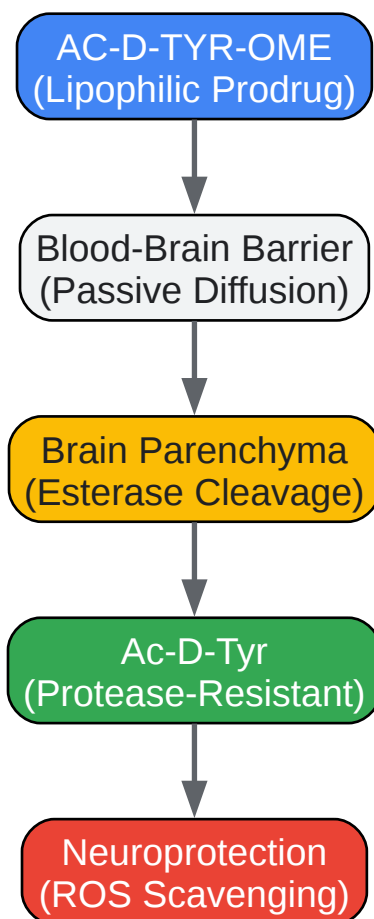 AC-D-TYR-OME
(Lipophilic Prodrug)
Blood-Brain Barrier
(Passive Diffusion)
Brain Parenchyma
(Esterase Cleavage)
Ac-D-Tyr
(Protease-Resistant)
Neuroprotection
(ROS Scavenging)